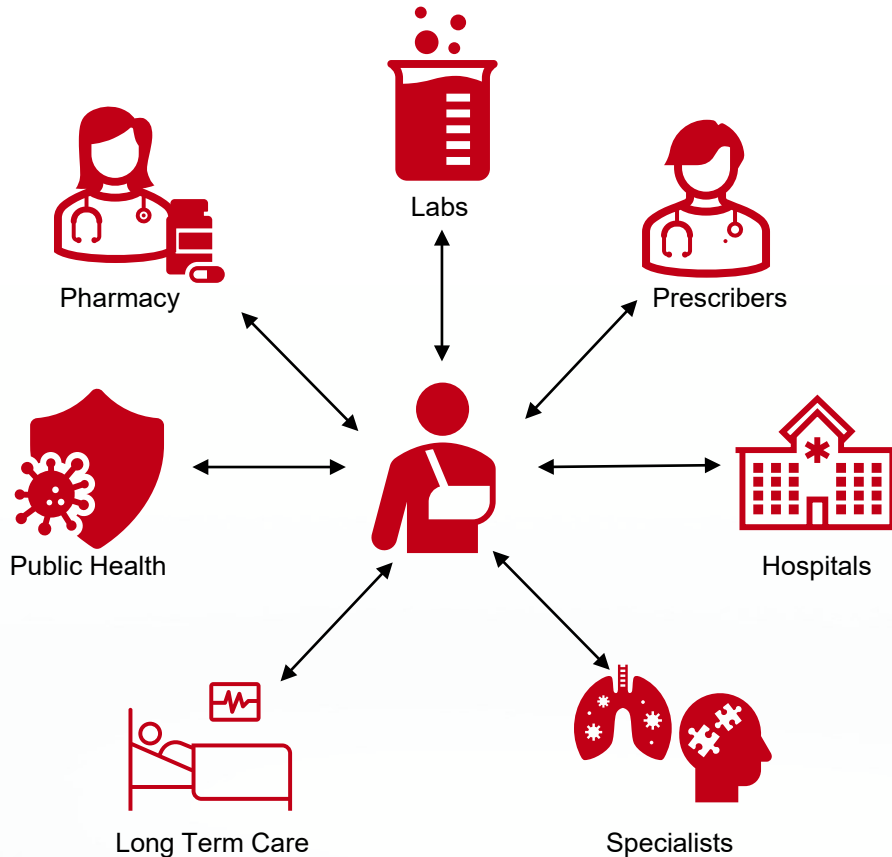 Labs
Pharmacy
Prescribers
Public Health
Hospitals
Long Term Care
Specialists